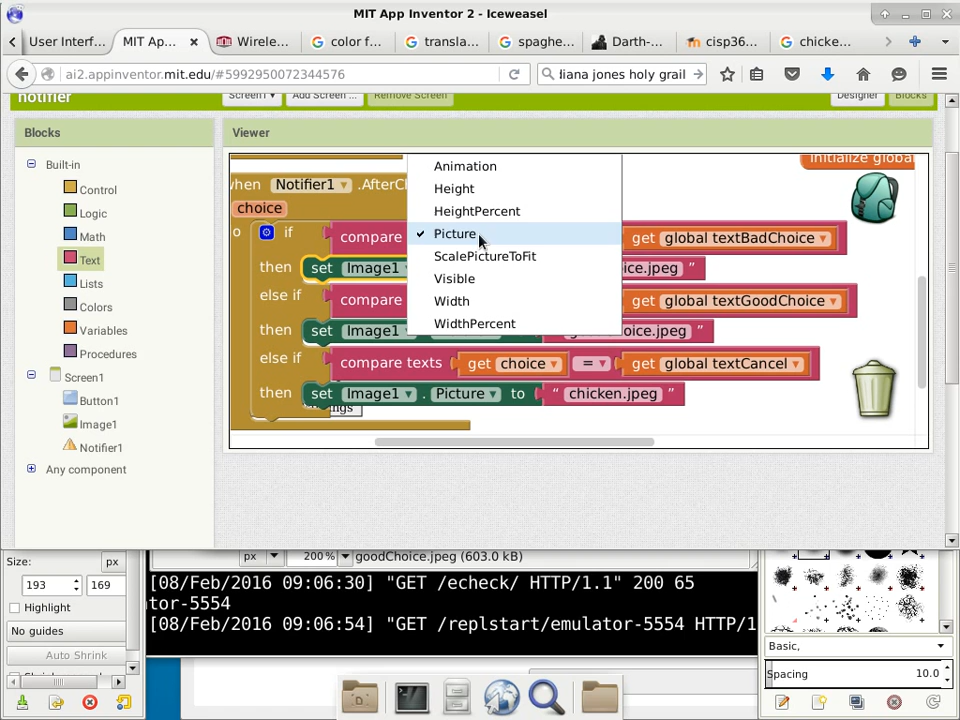 MIT App Inventor 2 - Iceweasel
User Interf...
MIT Ap...
Wirele...
color f...
transla...
spaghe...
Darth-...
cisp36...
chicke...
ai2.appinventor.mit.edu/#5992950072344576
liana jones holy grail
notifier
Screen1
Add Screen ...
Remove Screen
Designer
Blocks
Blocks
Viewer
Built-in
Control
Logic
Math
Text
Lists
Colors
Variables
Procedures
Screen1
Button1
Image1
Notifier1
Any component
initialize global
when Notifier1 .AfterCh
choice
Animation
Height
HeightPercent
Picture
ScalePictureToFit
Visible
Width
WidthPercent
if compare get global textBadChoice
then set Image1 ice.jpeg ”
else if compare get global textGoodChoice
then set Image1 oice.jpeg ”
else if compare texts get choice = get global textCancel
then set Image1 . Picture to “ chicken.jpeg ”
ngs
Size: px
193 169
Highlight
No guides
Auto Shrink
px 200% goodChoice.jpeg (603.0 kB)
[08/Feb/2016 09:06:30] "GET /echeck/ HTTP/1.1" 200 65
tor-5554
[08/Feb/2016 09:06:54] "GET /replstart/emulator-5554 HTTP/1
Basic,
Spacing 10.0